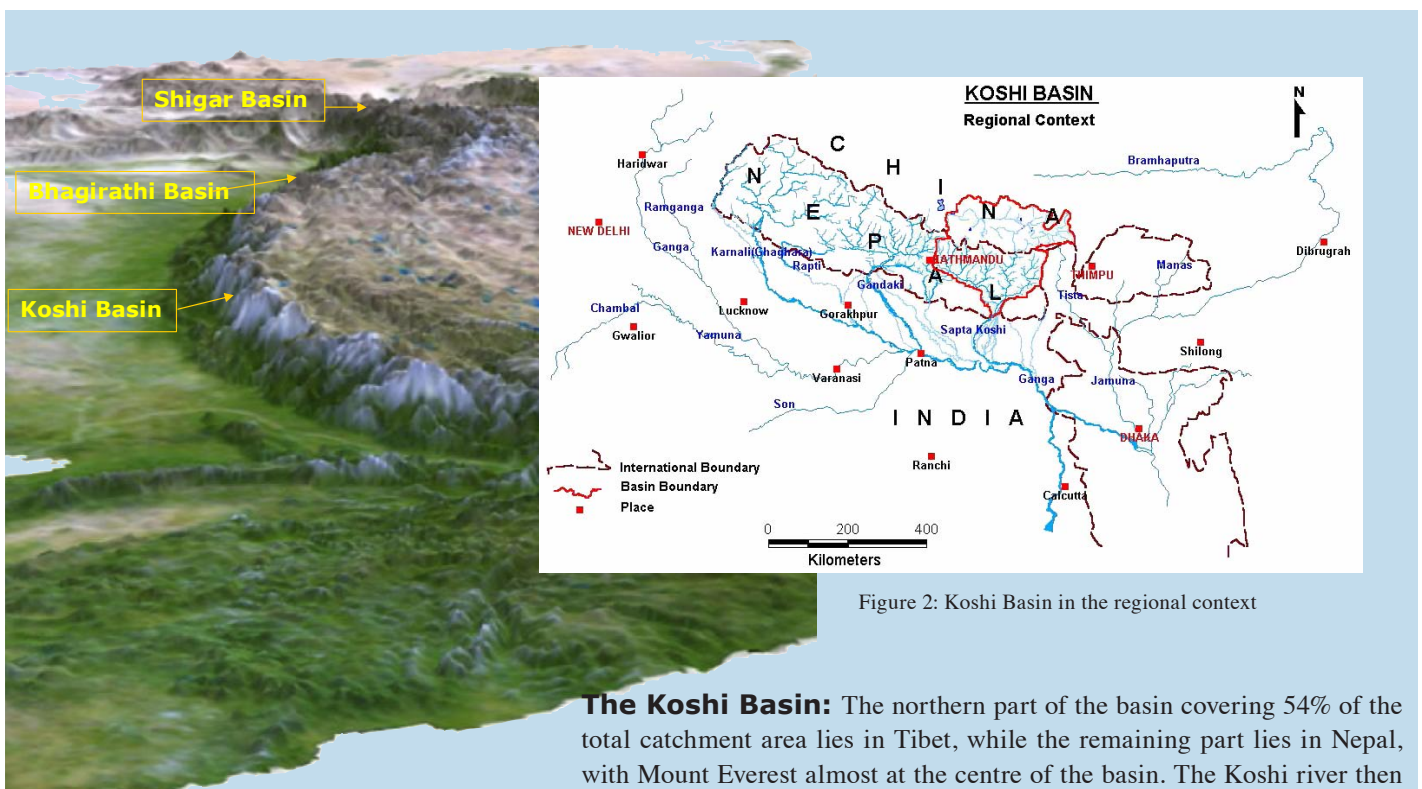 Shigar Basin
Bhagirathi Basin
Koshi Basin
KOSHI BASIN
Regional Context
N
C H I N A
N E P A L
Haridwar
Bramhaputra
Ramganga
NEW DELHI
Ganga
Karnali(Ghaghara)
Rapti
KATHMANDU
THIMPU
Manas
Dibrugrah
Gandaki
Tista
Chambal
Lucknow
Gorakhpur
Gwalior
Yamuna
Sapta Koshi
Shilong
Patna
Varanasi
Ganga
Jamuna
Son
I N D I A
DHAKA
Ranchi
Calcutta
International Boundary
Basin Boundary
Place
0 200 400
Kilometers
Figure 2: Koshi Basin in the regional context
The Koshi Basin: The northern part of the basin covering 54% of the
total catchment area lies in Tibet, while the remaining part lies in Nepal,
with Mount Everest almost at the centre of the basin. The Koshi river then